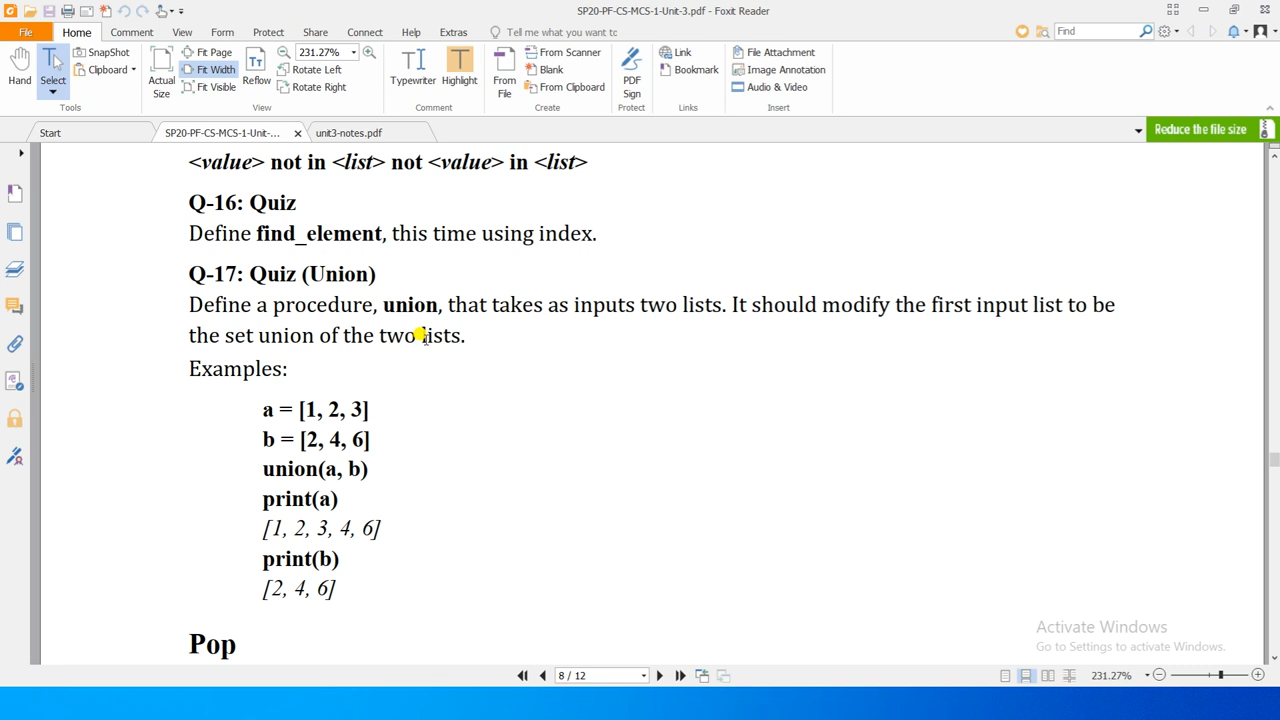 SP20-PF-CS-MCS-1-Unit-3.pdf - Foxit Reader
File Home Comment View Form Protect Share Connect Help Extras Tell me what you want to Find
Hand Select SnapShot Clipboard Actual Size Fit Page Fit Width Fit Visible Reflow 231.27% Rotate Left Rotate Right Typewriter Highlight From File From Scanner Blank From Clipboard PDF Sign Link Bookmark File Attachment Image Annotation Audio & Video
Tools View Comment Create Protect Links Insert
Start SP20-PF-CS-MCS-1-Unit-... unit3-notes.pdf Reduce the file size
<value> not in <list> not <value> in <list>
Q-16: Quiz
Define find_element, this time using index.
Q-17: Quiz (Union)
Define a procedure, union, that takes as inputs two lists. It should modify the first input list to be
the set union of the two lists.
Examples:
a = [1, 2, 3]
b = [2, 4, 6]
union(a, b)
print(a)
[1, 2, 3, 4, 6]
print(b)
[2, 4, 6]
Pop
Activate Windows
Go to Settings to activate Windows.
8 / 12 231.27%